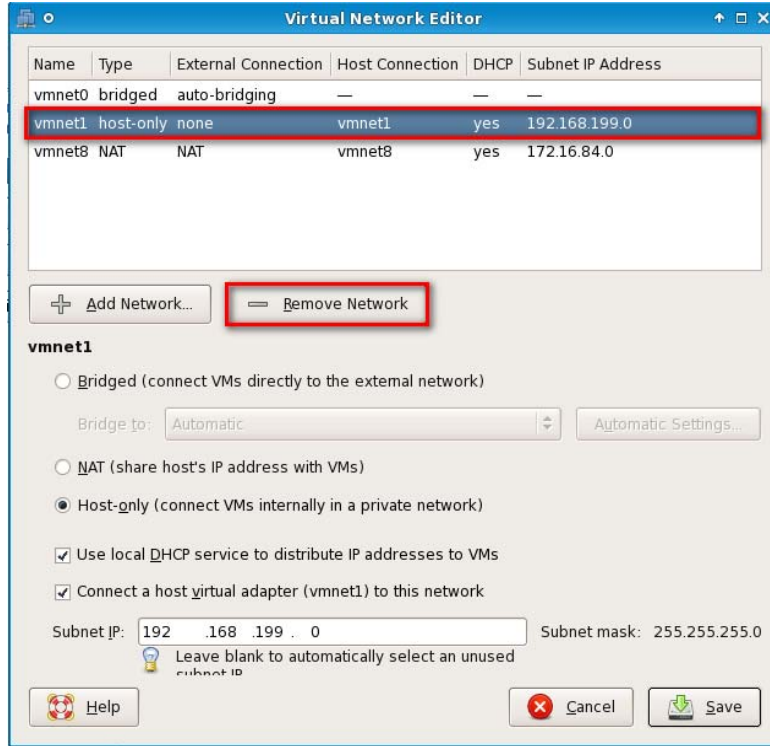 Virtual Network Editor
Name Type External Connection Host Connection DHCP Subnet IP Address
vmnet0 bridged auto-bridging — — —
vmnet1 host-only none vmnet1 yes 192.168.199.0
vmnet8 NAT NAT vmnet8 yes 172.16.84.0
Add Network... Remove Network
vmnet1
Bridged (connect VMs directly to the external network)
Bridge to: Automatic Automatic Settings...
NAT (share host's IP address with VMs)
Host-only (connect VMs internally in a private network)
Use local DHCP service to distribute IP addresses to VMs
Connect a host virtual adapter (vmnet1) to this network
Subnet IP: 192 .168 .199 . 0 Subnet mask: 255.255.255.0
Leave blank to automatically select an unused
subnet IP
Help Cancel Save